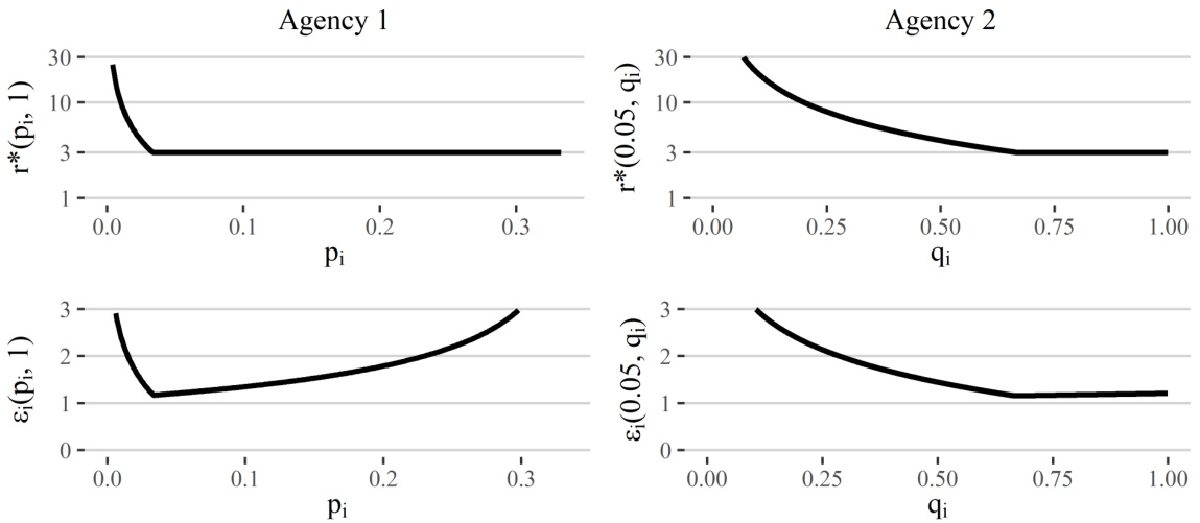 Agency 1
30
10
3
1
r*(pᵢ, 1)
0.0 0.1 0.2 0.3
pᵢ
Agency 2
30
10
3
1
r*(0.05, qᵢ)
0.00 0.25 0.50 0.75 1.00
qᵢ
3
2
1
0
εᵢ(pᵢ, 1)
0.0 0.1 0.2 0.3
pᵢ
3
2
1
0
εᵢ(0.05, qᵢ)
0.00 0.25 0.50 0.75 1.00
qᵢ